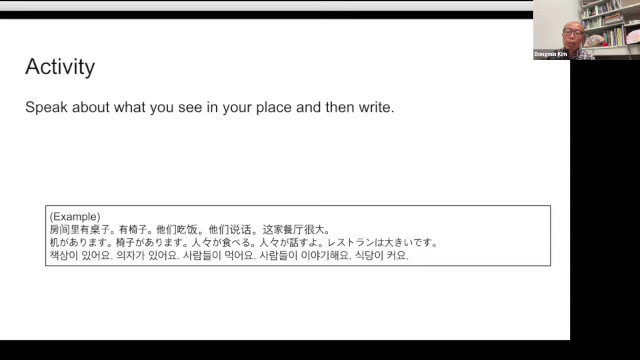 Dongmin Kim
Activity
Speak about what you see in your place and then write.
(Example)
房间里有桌子。有椅子。他们吃饭。他们说话。这家餐厅很大。
机があります。椅子があります。人々が食べる。人々が話すよ。レストランは大きいです。
책상이 있어요. 의자가 있어요. 사람들이 먹어요. 사람들이 이야기해요. 식당이 커요.